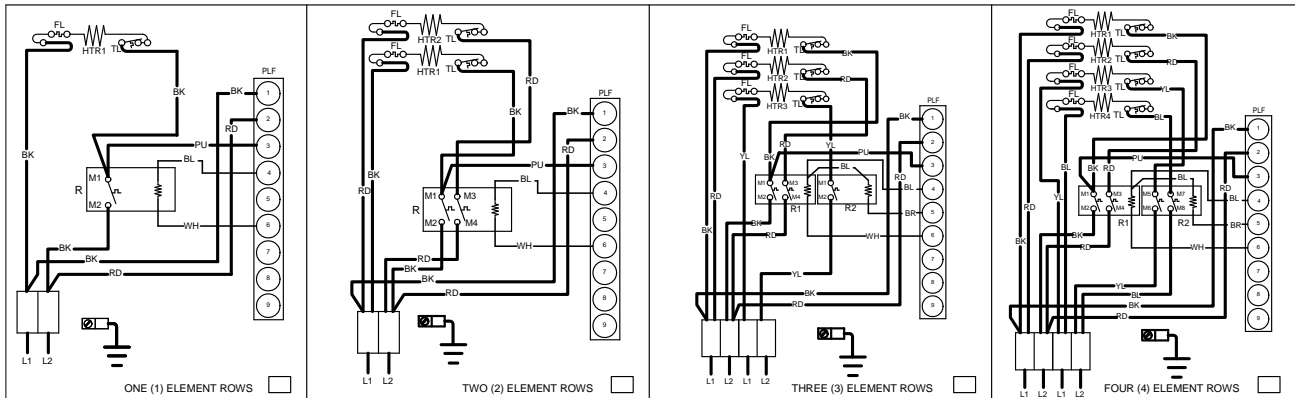 FL
HTR1
TL
BK
BK
PLF
BK
RD
PU
BL
WH
M1
R
M2
BK
BK
RD
1
2
3
4
6
7
8
9
L1 L2
ONE (1) ELEMENT ROWS
FL
HTR2 TL
FL
HTR1 TL
RD
BK
BK
RD
PLF
BK
RD
PU
BL
WH
M1 M3
R
M2 M4
RD
BK
BK
RD
1
2
3
4
6
7
8
9
L1 L2
TWO (2) ELEMENT ROWS
FL
HTR1 TL
BK
FL
HTR2 TL
RD
FL
HTR3 TL
PLF
BK
RD
PU
YL
BK
RD
YL
BL
RD
M1 M3
M2 M4
R1
M1
M2
R2
BL
BR
WH
BK
RD
BK
RD
YL
BK
RD
1
2
3
4
5
6
7
8
9
L1 L2 L1 L2
THREE (3) ELEMENT ROWS
FL
HTR1 TL
BK
FL
HTR2 TL
RD
FL
HTR3 TL
YL
FL
HTR4 TL
BL
PLF
BK
RD
PU
BL
BK
RD
BL
RD
YL
BK
RD
M1 M3
M2 M4
R1
M5 M7
M6 M8
R2
BL
BR
WH
BK
RD
YL
BL
BK
RD
1
2
3
4
5
6
7
8
9
L1 L2 L1 L2
FOUR (4) ELEMENT ROWS